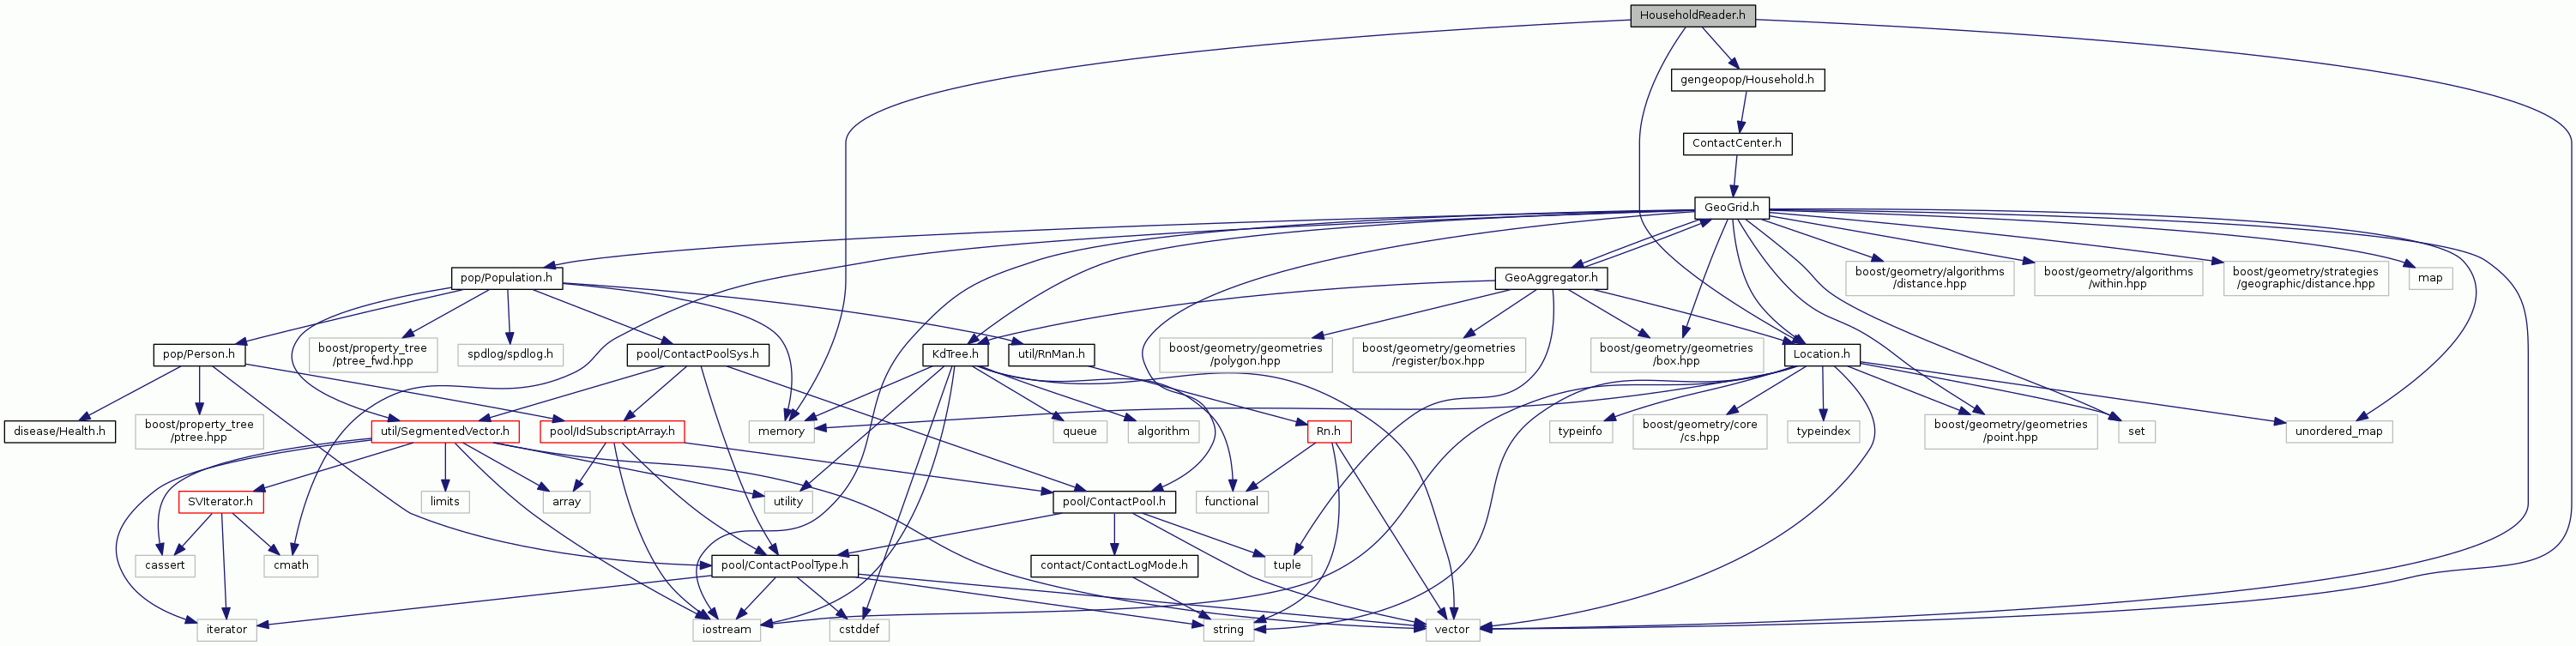 HouseholdReader.h
gengeopop/Household.h
ContactCenter.h
GeoGrid.h
pop/Population.h
GeoAggregator.h
boost/geometry/algorithms
/distance.hpp
boost/geometry/algorithms
/within.hpp
boost/geometry/strategies
/geographic/distance.hpp
map
pop/Person.h
boost/property_tree
/ptree_fwd.hpp
spdlog/spdlog.h
pool/ContactPoolSys.h
KdTree.h
util/RnMan.h
boost/geometry/geometries
/polygon.hpp
boost/geometry/geometries
/register/box.hpp
boost/geometry/geometries
/box.hpp
Location.h
disease/Health.h
boost/property_tree
/ptree.hpp
util/SegmentedVector.h
pool/IdSubscriptArray.h
memory
queue
algorithm
Rn.h
typeinfo
boost/geometry/core
/cs.hpp
typeindex
boost/geometry/geometries
/point.hpp
set
unordered_map
SVIterator.h
limits
array
utility
pool/ContactPool.h
functional
cassert
cmath
pool/ContactPoolType.h
contact/ContactLogMode.h
tuple
iterator
iostream
cstddef
string
vector